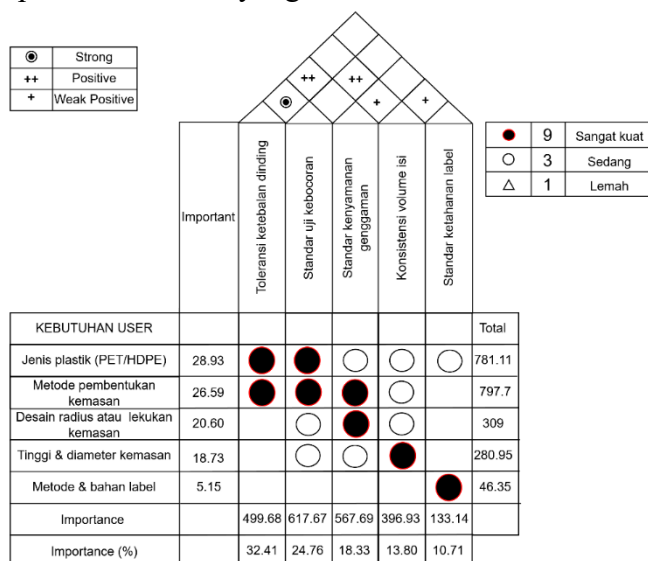 Strong
++ Positive
+ Weak Positive
++ ++
+ +
9 Sangat kuat
3 Sedang
1 Lemah
Important
Toleransi ketebalan dinding
Standar uji kebocoran
Standar kenyamanan
genggaman
Konsistensi volume isi
Standar ketahanan label
KEBUTUHAN USER Total
Jenis plastik (PET/HDPE) 28.93 781.11
Metode pembentukan
kemasan 26.59 797.7
Desain radius atau lekukan
kemasan 20.60 309
Tinggi & diameter kemasan 18.73 280.95
Metode & bahan label 5.15 46.35
Importance 499.68 617.67 567.69 396.93 133.14
Importance (%) 32.41 24.76 18.33 13.80 10.71